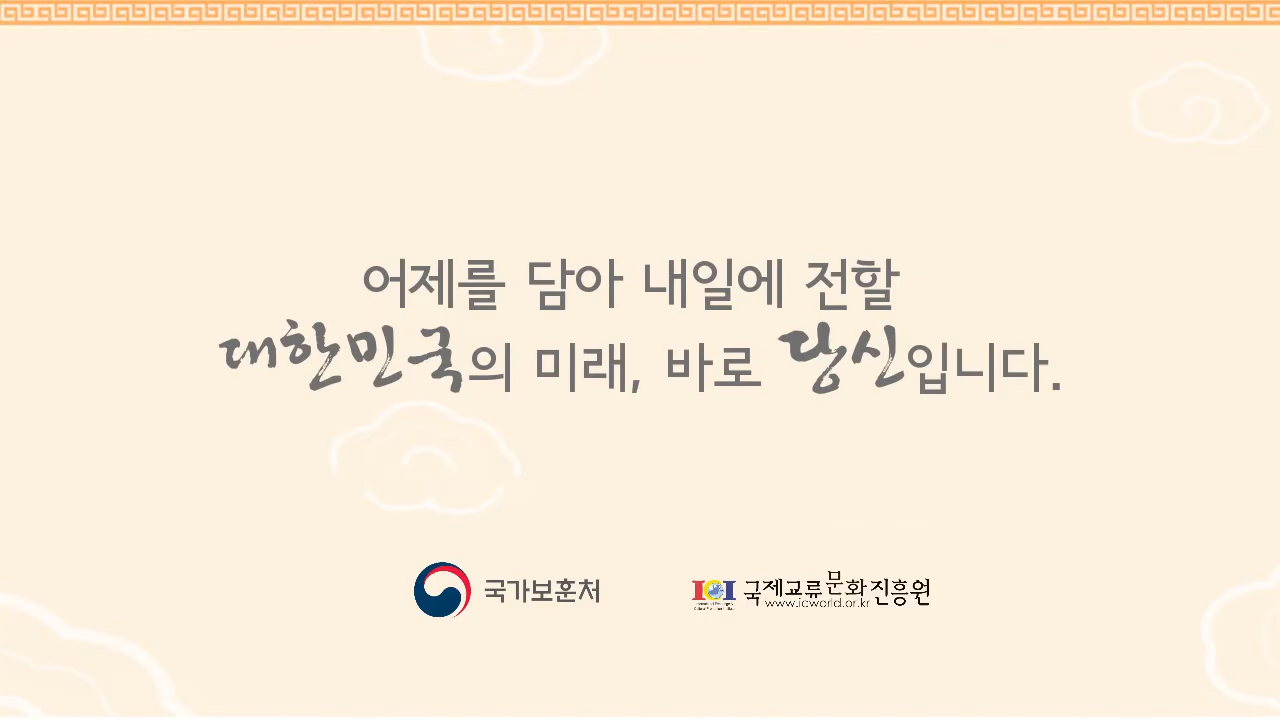 어제를 담아 내일에 전할
대한민국의 미래, 바로 당신입니다.
국가보훈처
ICI 국제교류문화진흥원
www.icworld.or.kr